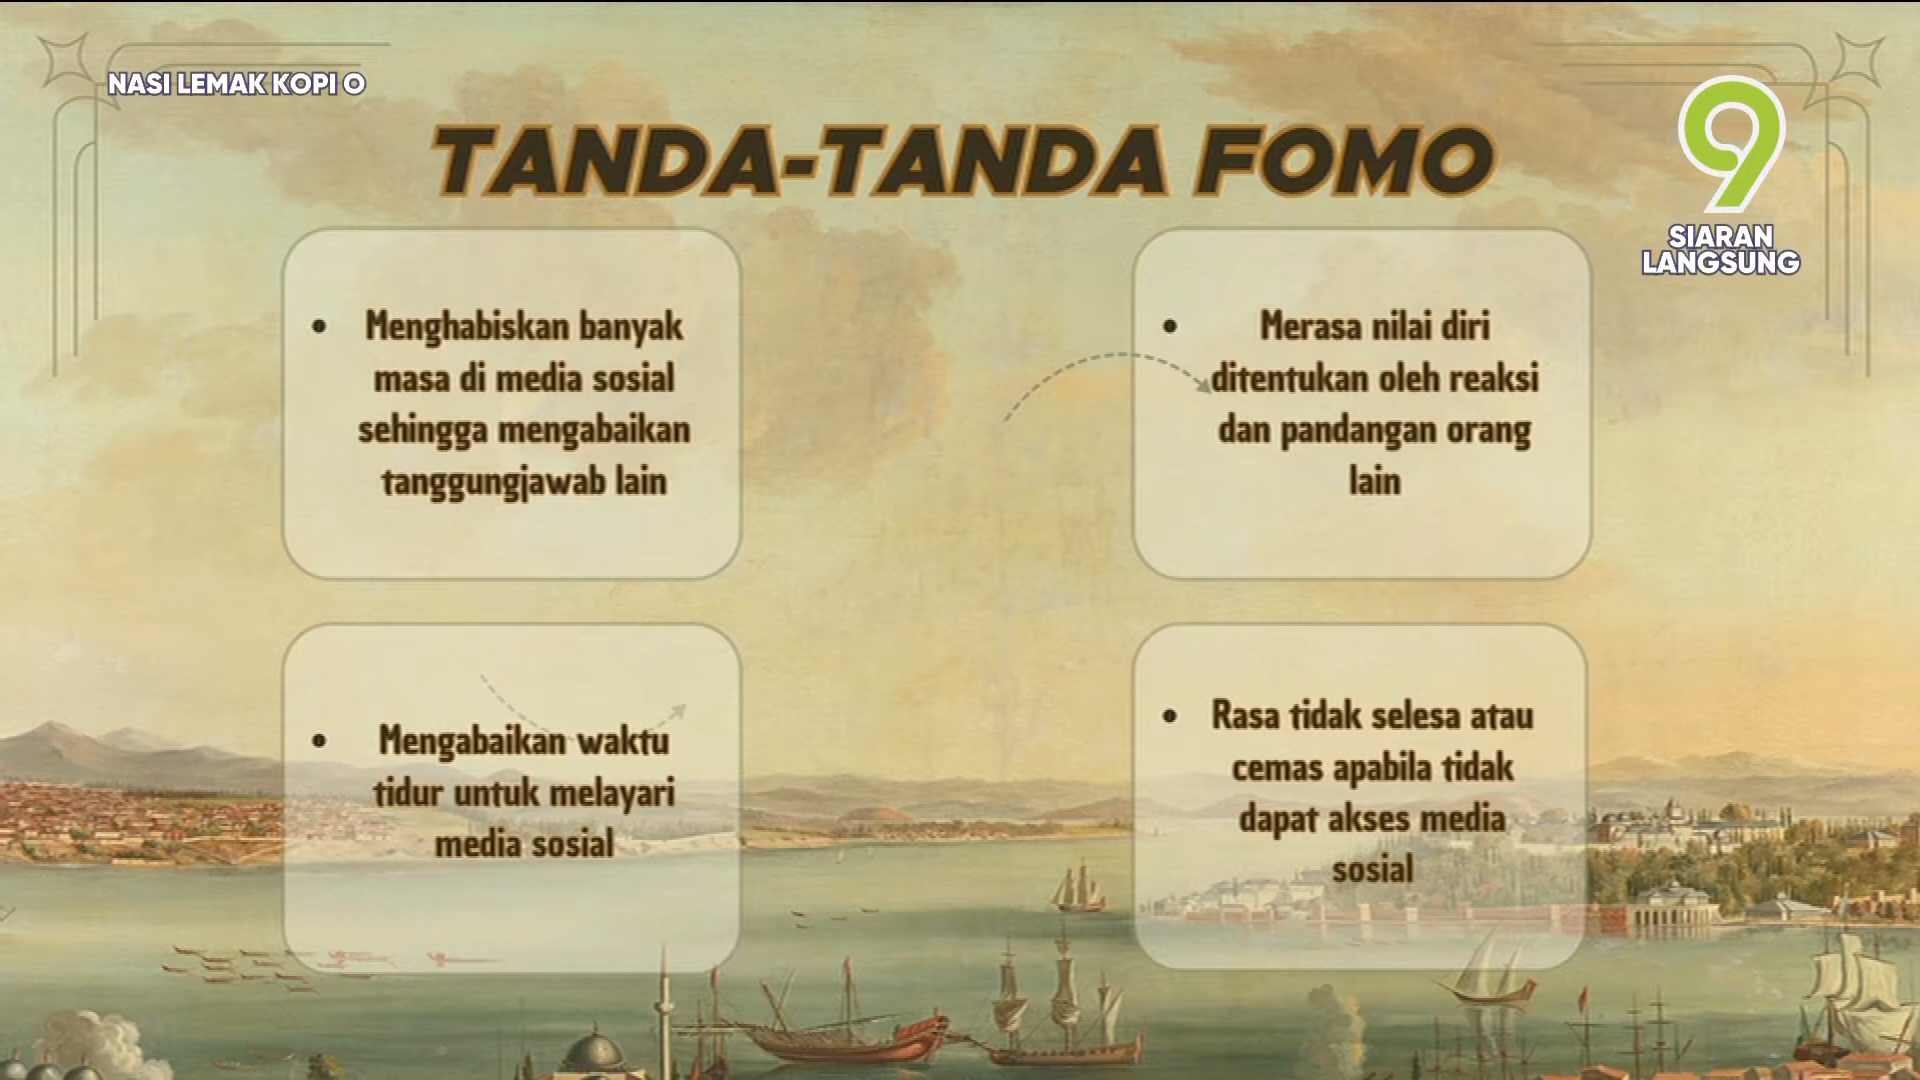 NASI LEMAK KOPI O
TANDA-TANDA FOMO
9
SIARAN
LANGSUNG
• Menghabiskan banyak
masa di media sosial
sehingga mengabaikan
tanggungjawab lain
• Merasa nilai diri
ditentukan oleh reaksi
dan pandangan orang
lain
• Mengabaikan waktu
tidur untuk melayari
media sosial
• Rasa tidak selesa atau
cemas apabila tidak
dapat akses media
sosial